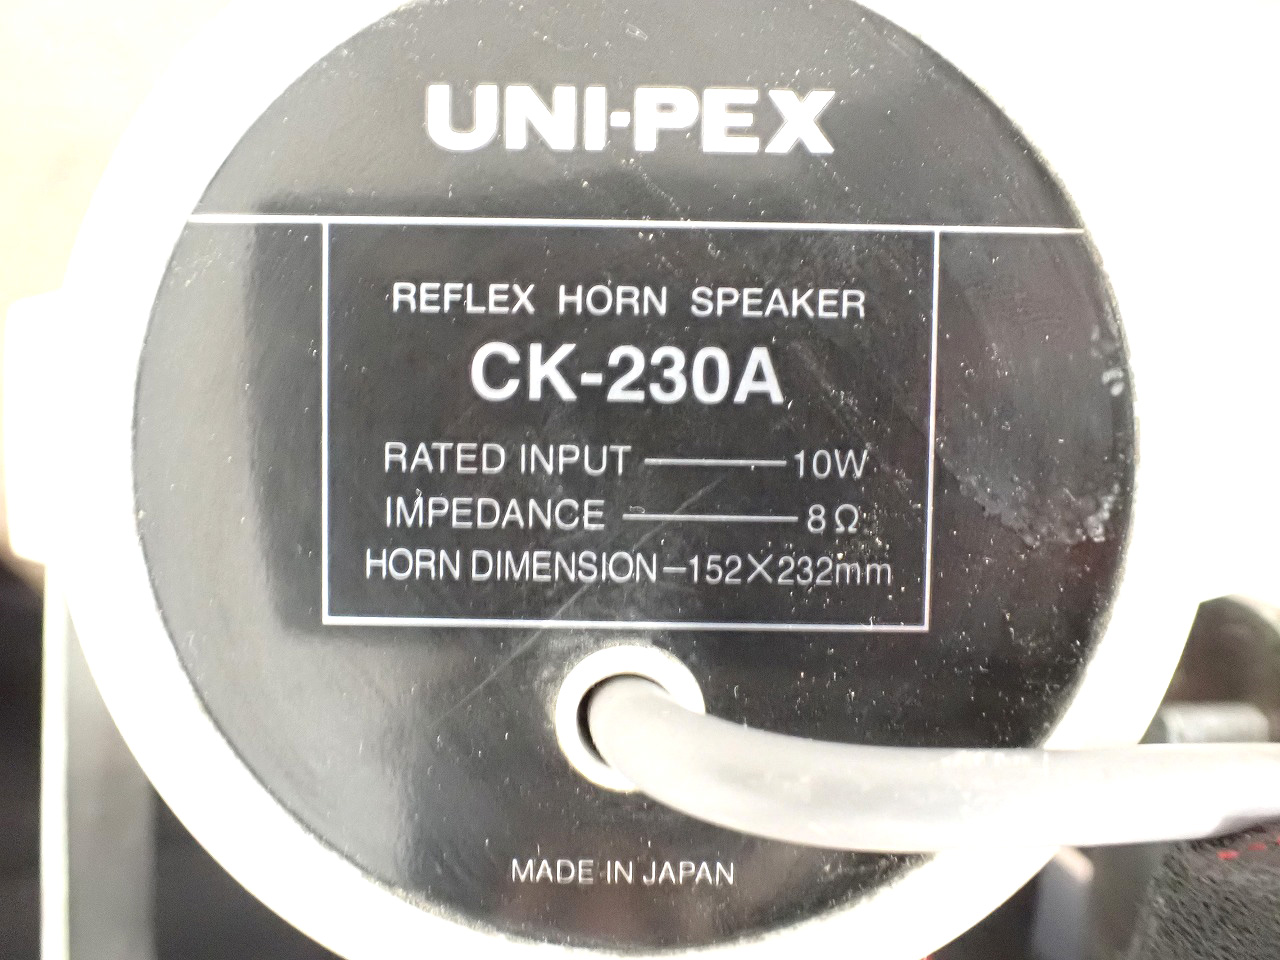 UNI-PEX
REFLEX HORN SPEAKER
CK-230A
RATED INPUT — 10W
IMPEDANCE — 8Ω
HORN DIMENSION — 152×232mm
MADE IN JAPAN